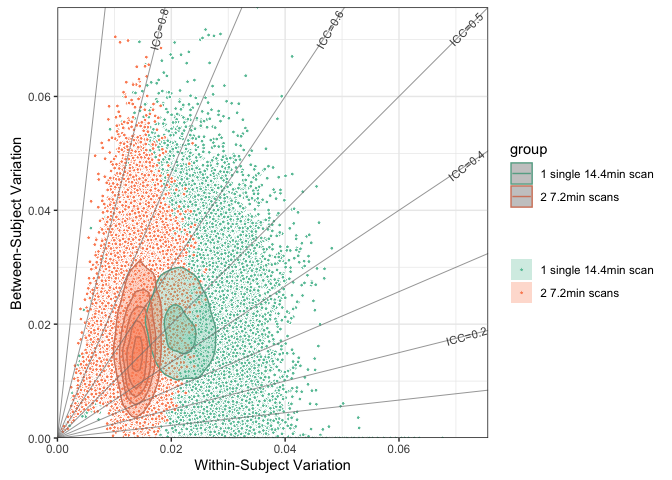 ICC=0.8
ICC=0.6
ICC=0.5
ICC=0.4
ICC=0.2
0.06
0.04
0.02
0.00
Between-Subject Variation
0.00
0.02
0.04
0.06
Within-Subject Variation
group
1 single 14.4min scan
2 7.2min scans
1 single 14.4min scan
2 7.2min scans